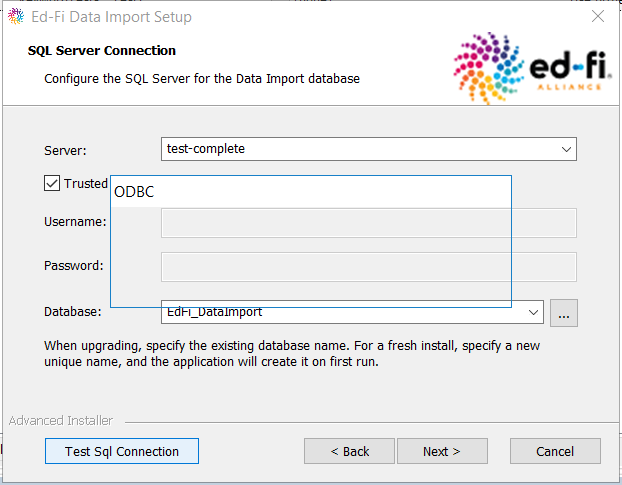 Ed-Fi Data Import Setup
SQL Server Connection
Configure the SQL Server for the Data Import database
ed-fi
ALLIANCE
Server:
test-complete
Trusted
ODBC
Username:
Password:
Database:
EdFi_DataImport
...
When upgrading, specify the existing database name. For a fresh install, specify a new
unique name, and the application will create it on first run.
Advanced Installer
Test Sql Connection
< Back
Next >
Cancel